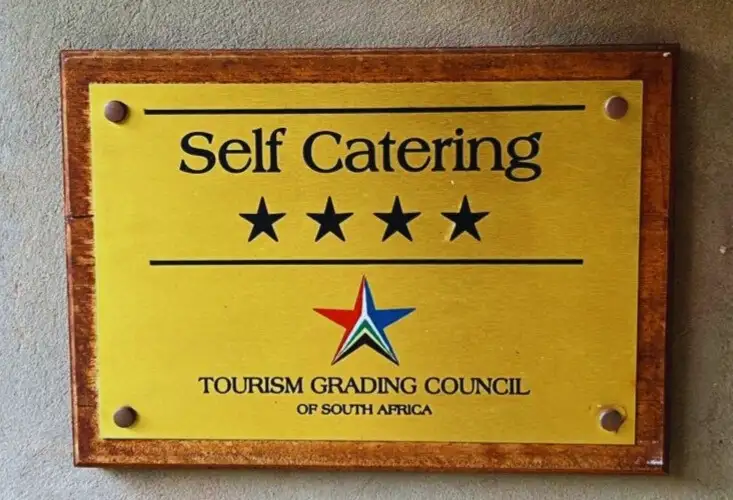 Self Catering
TOURISM GRADING COUNCIL
OF SOUTH AFRICA